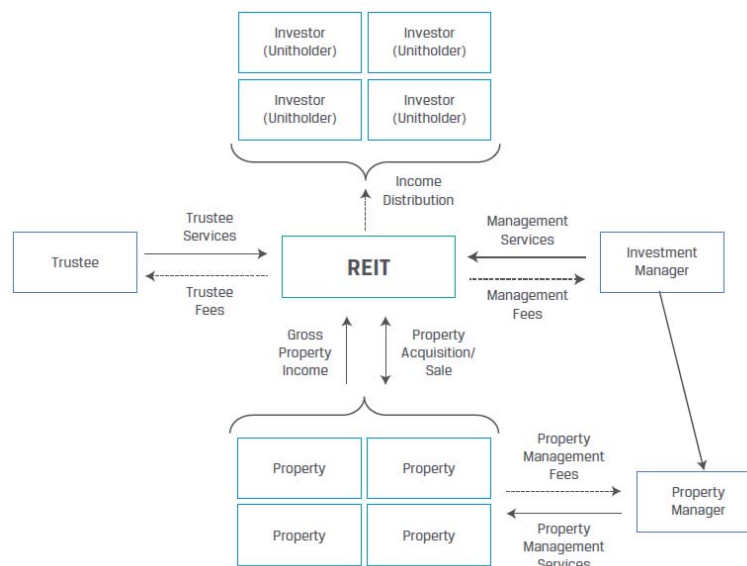 Investor
(Unitholder)
Investor
(Unitholder)
Investor
(Unitholder)
Investor
(Unitholder)
Income
Distribution
Trustee
Services
Management
Services
Trustee
REIT
Investment
Manager
Trustee
Fees
Management
Fees
Gross
Property
Income
Property
Acquisition/
Sale
Property
Property
Property
Management
Fees
Property
Manager
Property
Property
Property
Management
Services